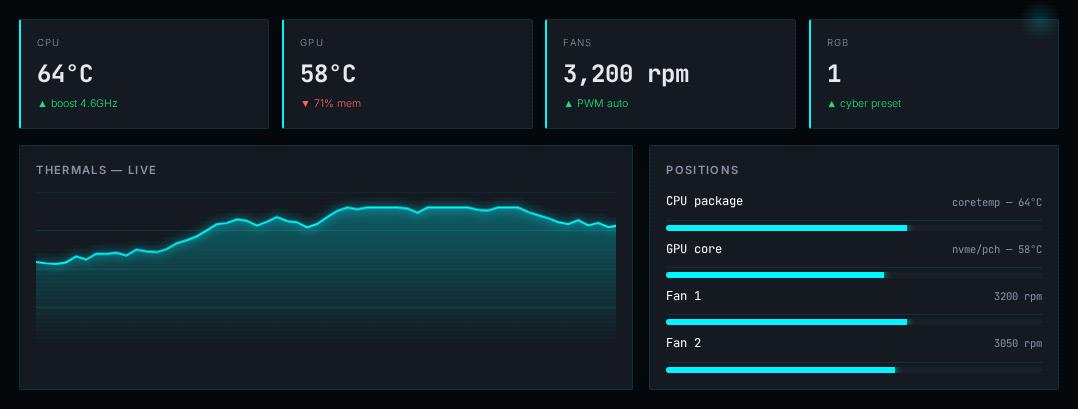 CPU
64°C
▲ boost 4.6GHz
GPU
58°C
▼ 71% mem
FANS
3,200 rpm
▲ PWM auto
RGB
1
▲ cyber preset
THERMALS — LIVE
POSITIONS
CPU package coretemp — 64°C
GPU core nvme/pch — 58°C
Fan 1 3200 rpm
Fan 2 3050 rpm